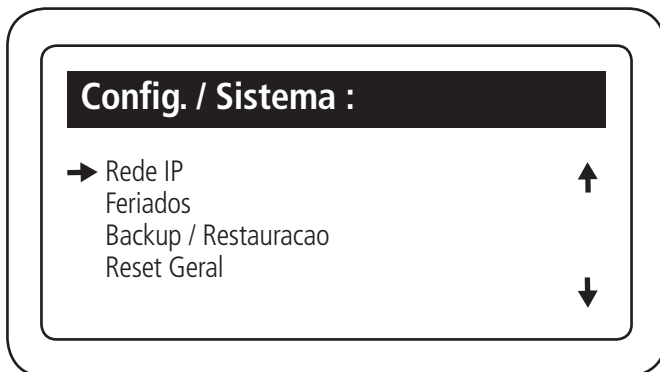 Config. / Sistema :
Rede IP
Feriados
Backup / Restauracao
Reset Geral